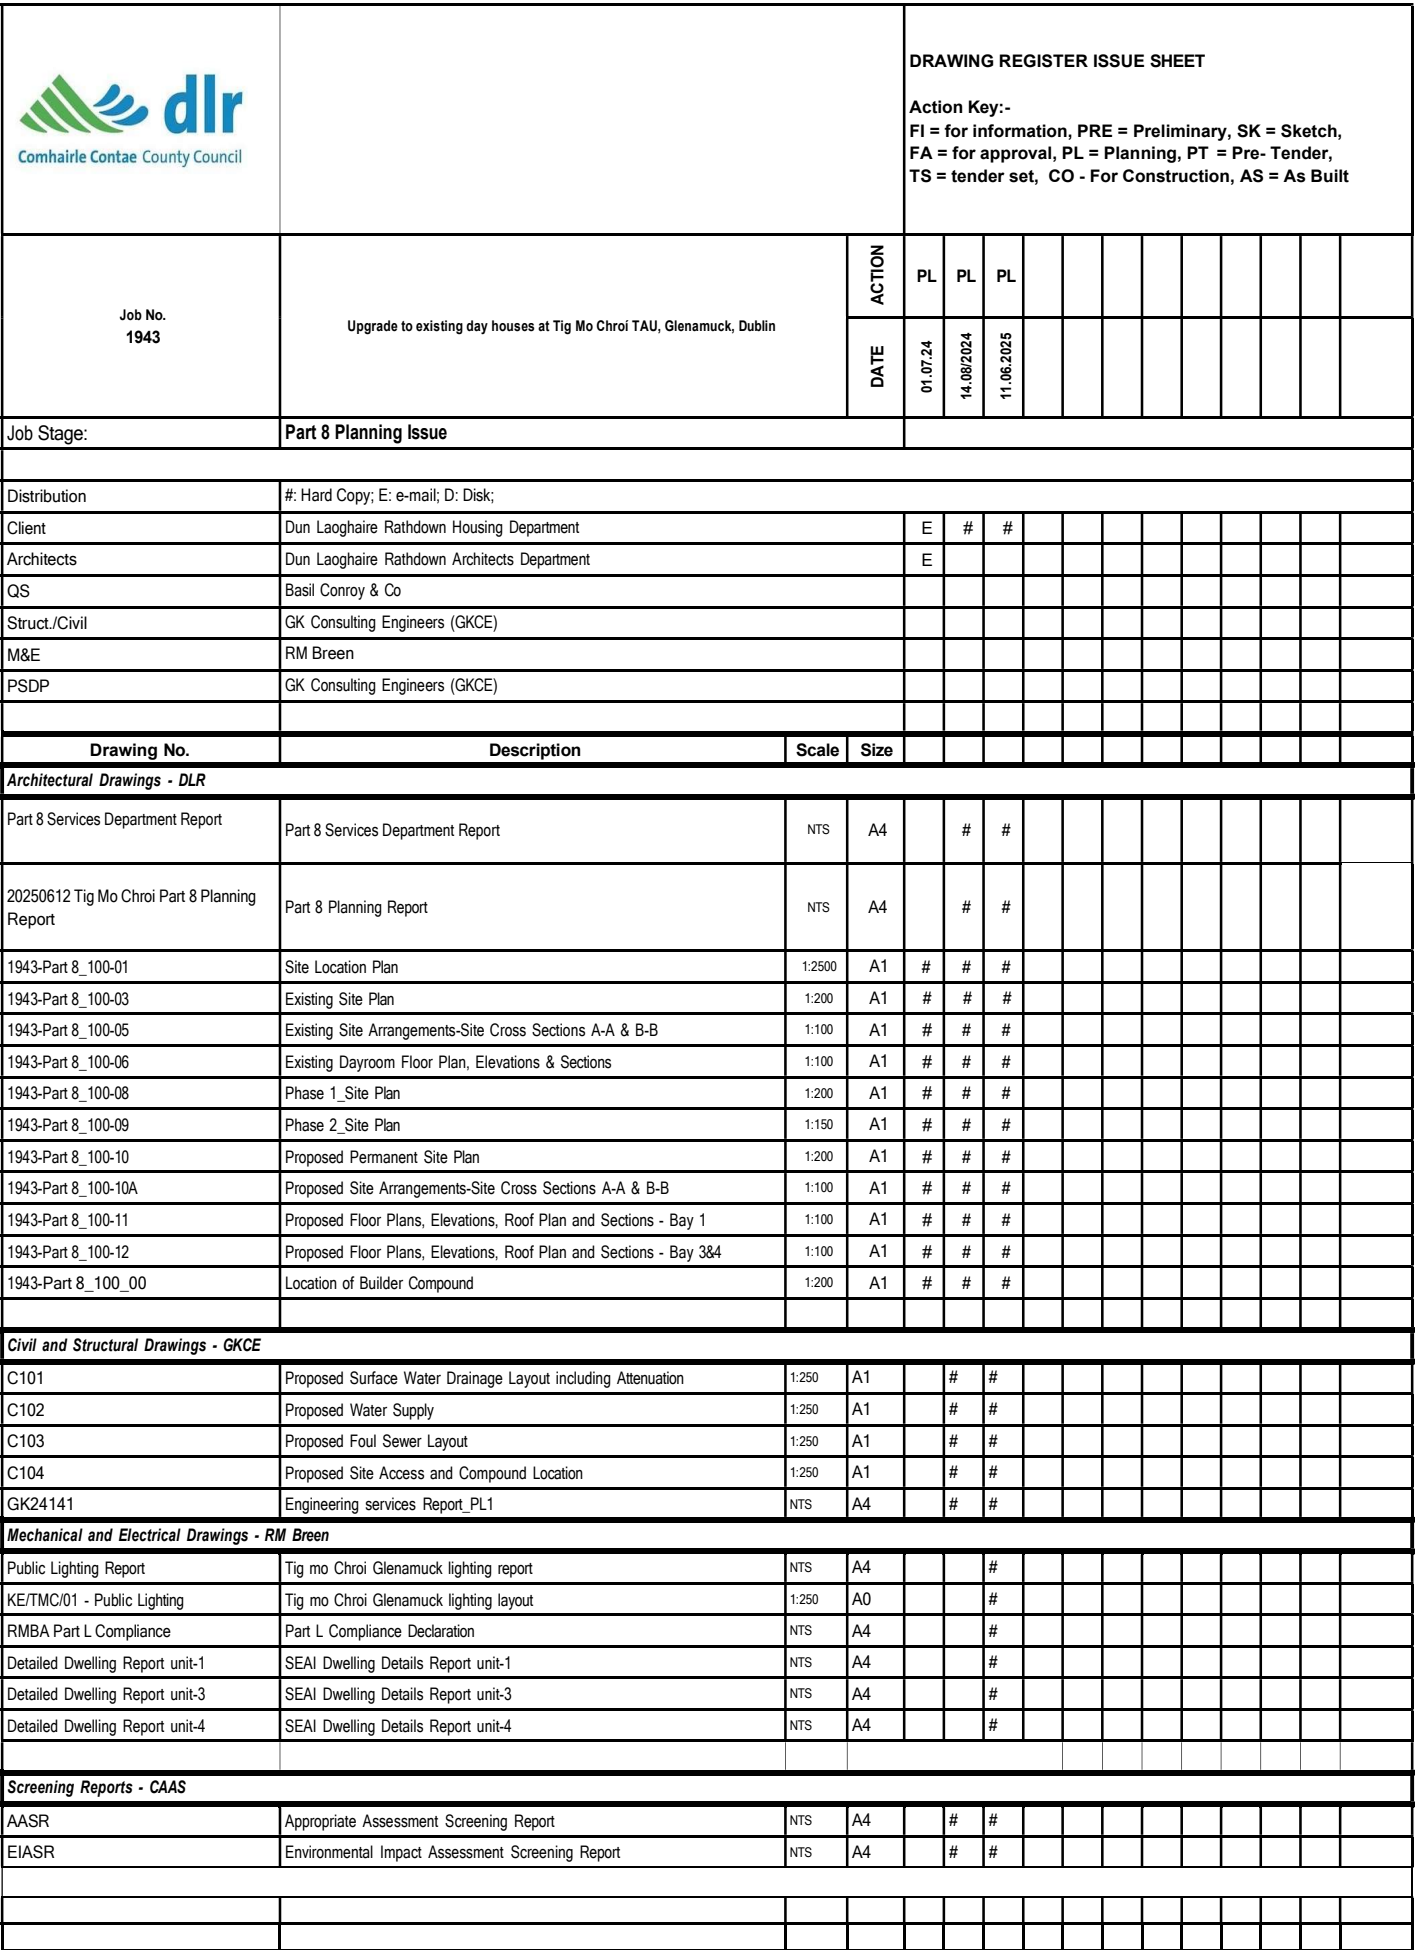 dlr
Comhairle Contae County Council
DRAWING REGISTER ISSUE SHEET
Action Key:-
FI = for information, PRE = Preliminary, SK = Sketch,
FA = for approval, PL = Planning, PT = Pre- Tender,
TS = tender set, CO - For Construction, AS = As Built
Job No.
1943
Upgrade to existing day houses at Tig Mo Chroí TAU, Glenamuck, Dublin
ACTION PL PL PL
DATE 01.07.24 14.08/2024 11.06.2025
Job Stage: Part 8 Planning Issue
Distribution #: Hard Copy; E: e-mail; D: Disk;
Client Dun Laoghaire Rathdown Housing Department E # #
Architects Dun Laoghaire Rathdown Architects Department E
QS Basil Conroy & Co
Struct./Civil GK Consulting Engineers (GKCE)
M&E RM Breen
PSDP GK Consulting Engineers (GKCE)
Drawing No. Description Scale Size
Architectural Drawings - DLR
Part 8 Services Department Report Part 8 Services Department Report NTS A4 # #
20250612 Tig Mo Chroi Part 8 Planning
Report Part 8 Planning Report NTS A4 # #
1943-Part 8_100-01 Site Location Plan 1:2500 A1 # # #
1943-Part 8_100-03 Existing Site Plan 1:200 A1 # # #
1943-Part 8_100-05 Existing Site Arrangements-Site Cross Sections A-A & B-B 1:100 A1 # # #
1943-Part 8_100-06 Existing Dayroom Floor Plan, Elevations & Sections 1:100 A1 # # #
1943-Part 8_100-08 Phase 1_Site Plan 1:200 A1 # # #
1943-Part 8_100-09 Phase 2_Site Plan 1:150 A1 # # #
1943-Part 8_100-10 Proposed Permanent Site Plan 1:200 A1 # # #
1943-Part 8_100-10A Proposed Site Arrangements-Site Cross Sections A-A & B-B 1:100 A1 # # #
1943-Part 8_100-11 Proposed Floor Plans, Elevations, Roof Plan and Sections - Bay 1 1:100 A1 # # #
1943-Part 8_100-12 Proposed Floor Plans, Elevations, Roof Plan and Sections - Bay 3&4 1:100 A1 # # #
1943-Part 8_100_00 Location of Builder Compound 1:200 A1 # # #
Civil and Structural Drawings - GKCE
C101 Proposed Surface Water Drainage Layout including Attenuation 1:250 A1 # #
C102 Proposed Water Supply 1:250 A1 # #
C103 Proposed Foul Sewer Layout 1:250 A1 # #
C104 Proposed Site Access and Compound Location 1:250 A1 # #
GK24141 Engineering services Report_PL1 NTS A4 # #
Mechanical and Electrical Drawings - RM Breen
Public Lighting Report Tig mo Chroi Glenamuck lighting report NTS A4 #
KE/TMC/01 - Public Lighting Tig mo Chroi Glenamuck lighting layout 1:250 A0 #
RMBA Part L Compliance Part L Compliance Declaration NTS A4 #
Detailed Dwelling Report unit-1 SEAI Dwelling Details Report unit-1 NTS A4 #
Detailed Dwelling Report unit-3 SEAI Dwelling Details Report unit-3 NTS A4 #
Detailed Dwelling Report unit-4 SEAI Dwelling Details Report unit-4 NTS A4 #
Screening Reports - CAAS
AASR Appropriate Assessment Screening Report NTS A4 # #
EIASR Environmental Impact Assessment Screening Report NTS A4 # #